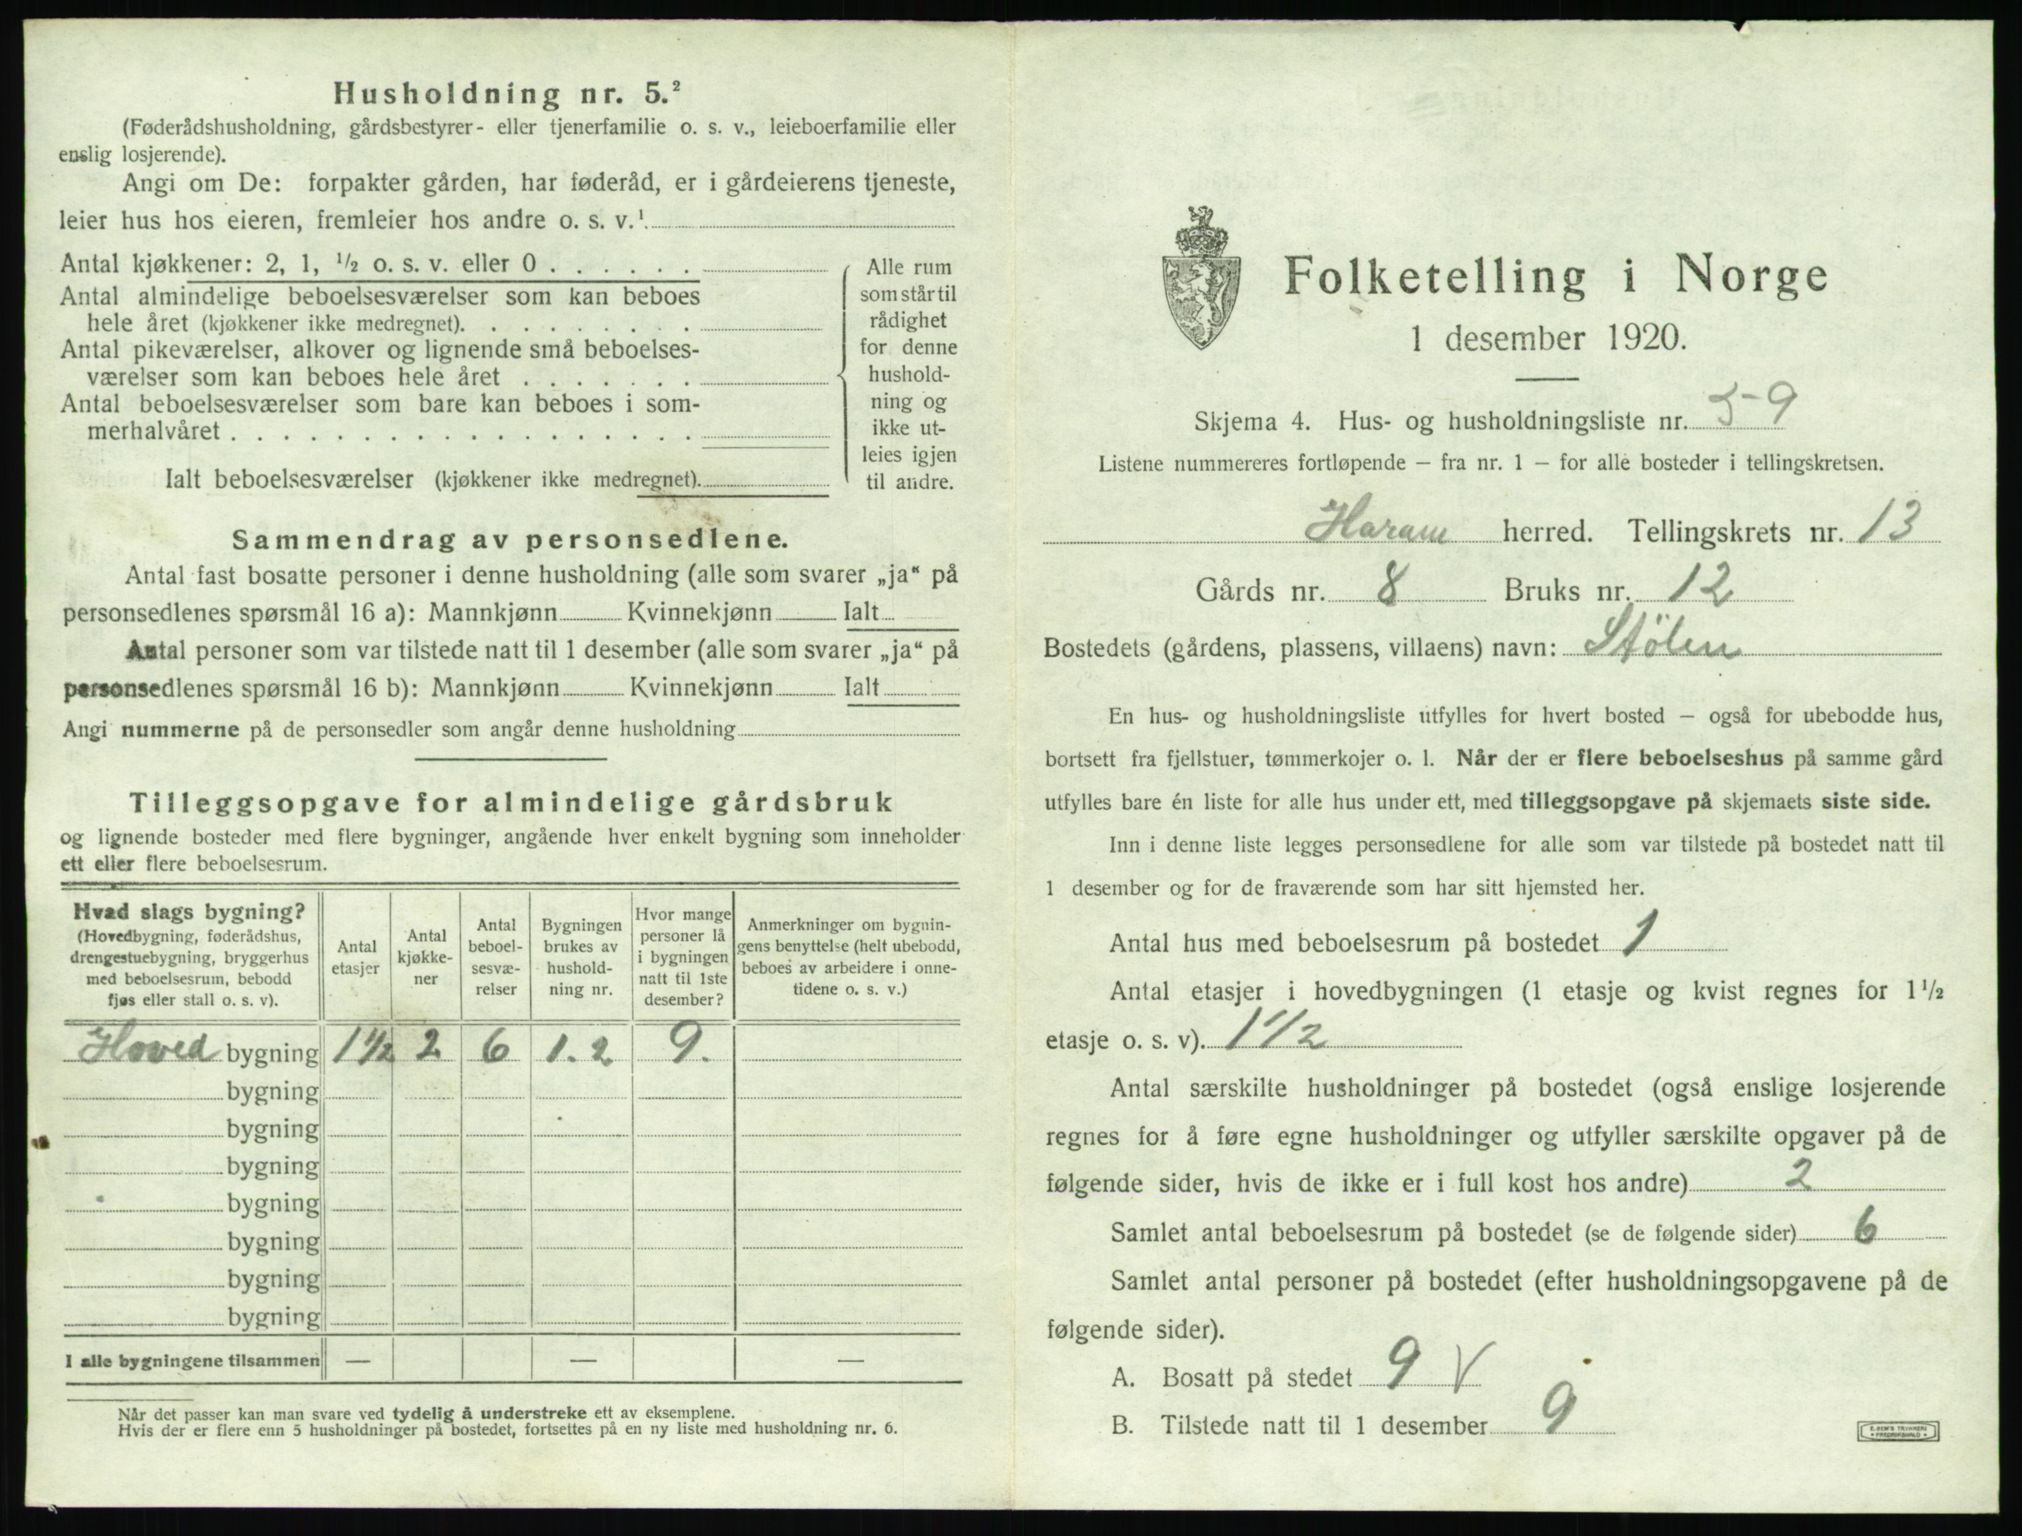 Husholdning nr. 5.²
(Føderådshusholdning, gårdsbestyrer- eller tjenerfamilie o. s. v., leieboerfamilie eller
enslig losjerende).
Angi om De: forpakter gården, har føderåd, er i gårdeierens tjeneste,
leier hus hos eieren, fremleier hos andre o. s. v.¹
Antal kjøkkener: 2, 1, ½ o. s. v. eller 0 . . . . . .
Antal almindelige beboelsesværelser som kan beboes
hele året (kjøkkener ikke medregnet). . . . . . . . .
Antal pikeværelser, alkover og lignende små beboelses-
værelser som kan beboes hele året . . . . . . .
Antal beboelsesværelser som bare kan beboes i som-
merhalvåret . . . . . . . . . . . . . . . . . .
Ialt beboelsesværelser (kjøkkener ikke medregnet).
Alle rum
som står til
rådighet
for denne
hushold-
ning og
ikke ut-
leies igjen
til andre.
Sammendrag av personsedlene.
Antal fast bosatte personer i denne husholdning (alle som svarer „ja“ på
personsedlenes spørsmål 16 a): Mannkjønn Kvinnekjønn Ialt
Antal personer som var tilstede natt til 1 desember (alle som svarer „ja“ på
personsedlenes spørsmål 16 b): Mannkjønn Kvinnekjønn Ialt
Angi nummerne på de personsedler som angår denne husholdning
Tilleggsopgave for almindelige gårdsbruk
og lignende bosteder med flere bygninger, angående hver enkelt bygning som inneholder
ett eller flere beboelsesrum.
Hvad slags bygning?
(Hovedbygning, føderådshus,
drengestuebygning, bryggerhus
med beboelsesrum, bebodd
fjøs eller stall o. s. v).
Antal
etasjer
Antal
kjøkke-
ner
Antal
beboel-
sesvæ-
relser
Bygningen
brukes av
hushold-
ning nr.
Hvor mange
personer lå
i bygningen
natt til 1ste
desember?
Anmerkninger om bygnin-
gens benyttelse (helt ubebodd,
beboes av arbeidere i onne-
tidene o. s. v.)
Hoved bygning 1½ 2 6 1. 2 9.
bygning
bygning
bygning
bygning
bygning
bygning
bygning
I alle bygningene tilsammen — — —
Når det passer kan man svare ved tydelig å understreke ett av eksemplene.
Hvis der er flere enn 5 husholdninger på bostedet, fortsettes på en ny liste med husholdning nr. 6.
Folketelling i Norge
1 desember 1920.
Skjema 4. Hus- og husholdningsliste nr. 59
Listene nummereres fortløpende – fra nr. 1 – for alle bosteder i tellingskretsen.
Haram herred. Tellingskrets nr. 13
Gårds nr. 8 Bruks nr. 12
Bostedets (gårdens, plassens, villaens) navn: Stølen
En hus- og husholdningsliste utfylles for hvert bosted – også for ubebodde hus,
bortsett fra fjellstuer, tømmerkojer o. l. Når der er flere beboelseshus på samme gård
utfylles bare én liste for alle hus under ett, med tilleggsopgave på skjemaets siste side.
Inn i denne liste legges personsedlene for alle som var tilstede på bostedet natt til
1 desember og for de fraværende som har sitt hjemsted her.
Antal hus med beboelsesrum på bostedet 1
Antal etasjer i hovedbygningen (1 etasje og kvist regnes for 1½
etasje o. s. v). 1½
Antal særskilte husholdninger på bostedet (også enslige losjerende
regnes for å føre egne husholdninger og utfyller særskilte opgaver på de
følgende sider, hvis de ikke er i full kost hos andre) 2
Samlet antal beboelsesrum på bostedet (se de følgende sider) 6
Samlet antal personer på bostedet (efter husholdningsopgavene på de
følgende sider).
A. Bosatt på stedet 9 V
B. Tilstede natt til 1 desember 9